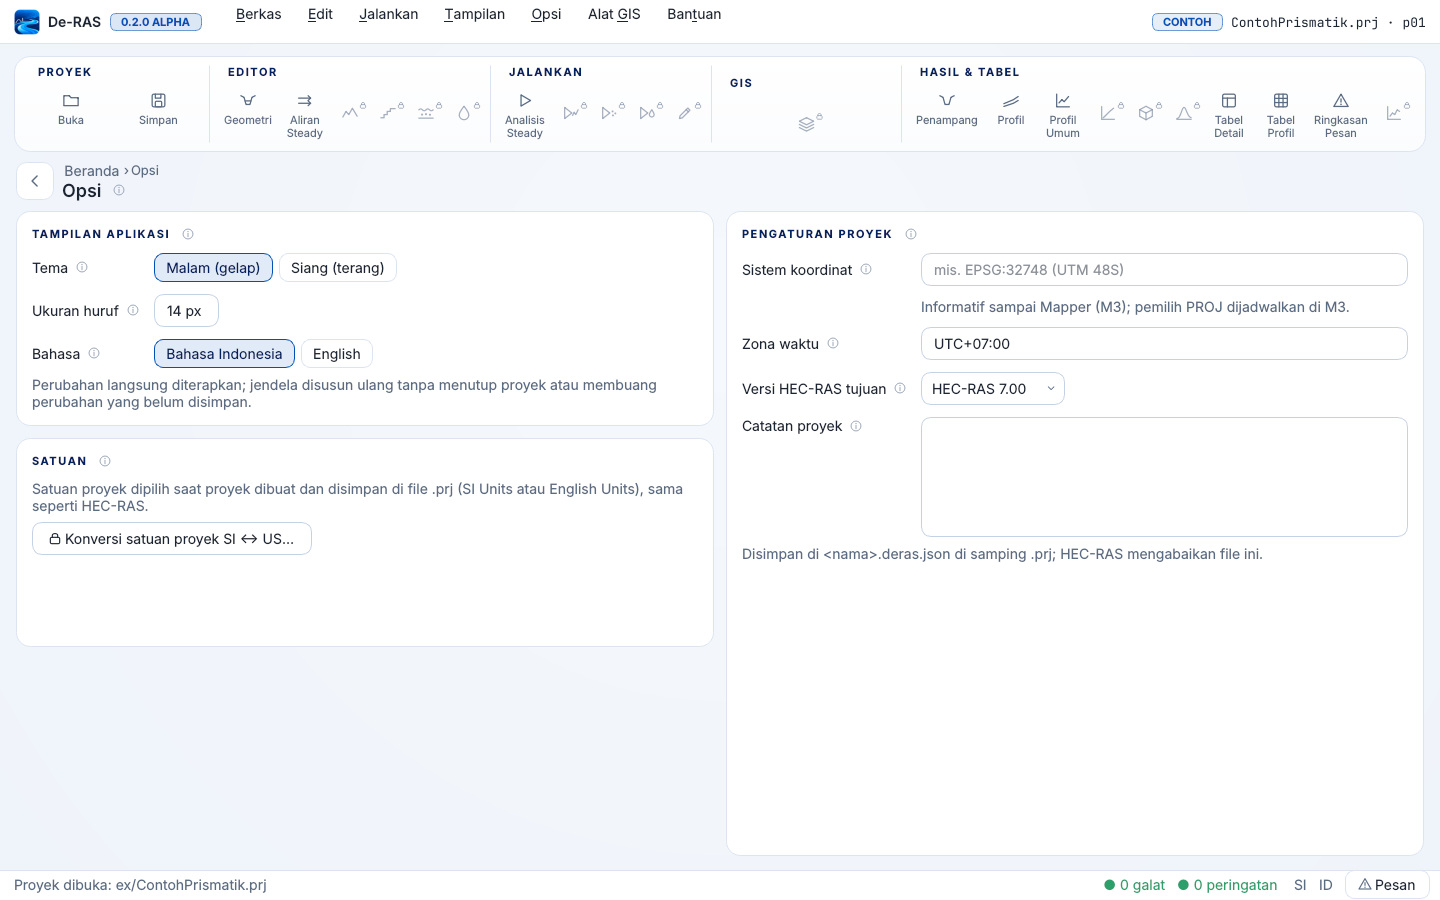 De-RAS 0.2.0 ALPHA Berkas Edit Jalankan Tampilan Opsi Alat GIS Bantuan CONTOH ContohPrismatik.prj · p01
PROYEK EDITOR JALANKAN GIS HASIL & TABEL
Buka Simpan Geometri Aliran Steady Analisis Steady Penampang Profil Profil Umum Tabel Detail Tabel Profil Ringkasan Pesan
Beranda › Opsi
Opsi
TAMPILAN APLIKASI
Tema Malam (gelap) Siang (terang)
Ukuran huruf 14 px
Bahasa Bahasa Indonesia English
Perubahan langsung diterapkan; jendela disusun ulang tanpa menutup proyek atau membuang
perubahan yang belum disimpan.
SATUAN
Satuan proyek dipilih saat proyek dibuat dan disimpan di file .prj (SI Units atau English Units), sama
seperti HEC-RAS.
Konversi satuan proyek SI ↔ US...
PENGATURAN PROYEK
Sistem koordinat mis. EPSG:32748 (UTM 48S)
Informatif sampai Mapper (M3); pemilih PROJ dijadwalkan di M3.
Zona waktu UTC+07:00
Versi HEC-RAS tujuan HEC-RAS 7.00
Catatan proyek
Disimpan di <nama>.deras.json di samping .prj; HEC-RAS mengabaikan file ini.
Proyek dibuka: ex/ContohPrismatik.prj 0 galat 0 peringatan SI ID Pesan